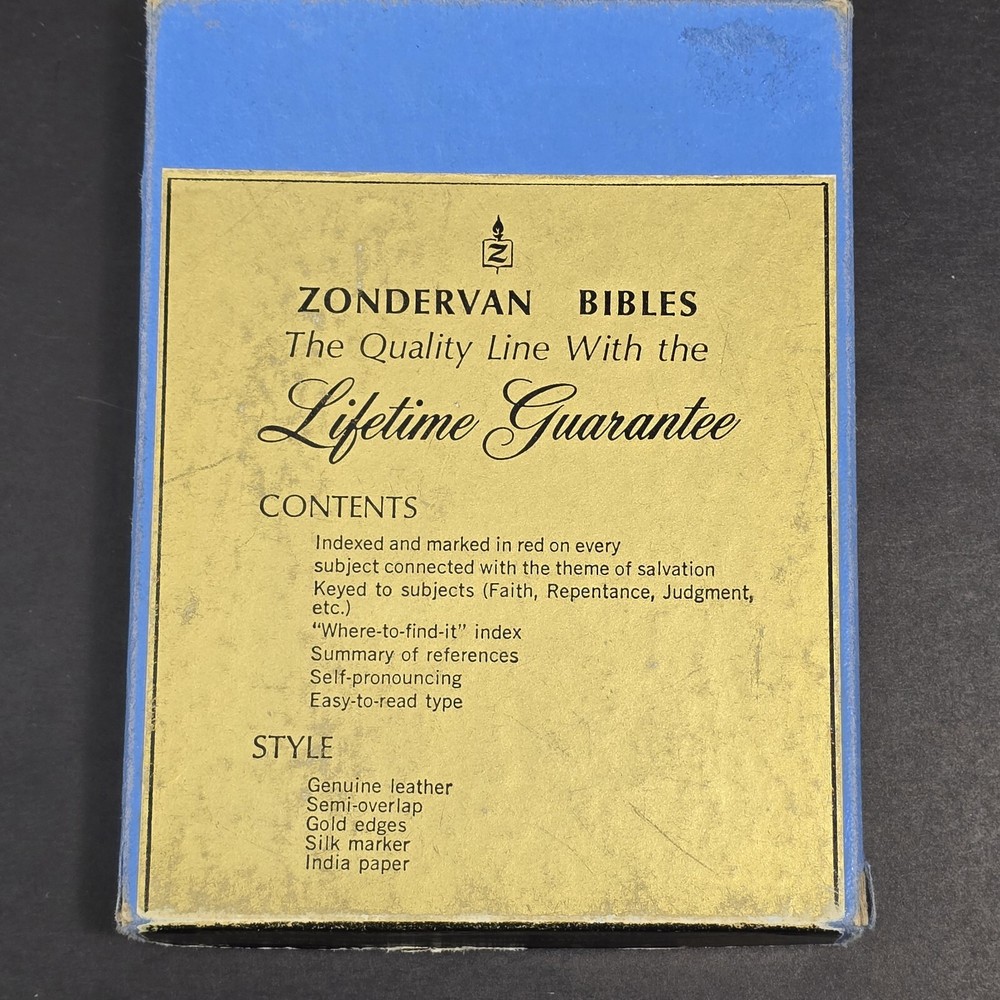 Z
ZONDERVAN BIBLES
The Quality Line With the
Lifetime Guarantee
CONTENTS
Indexed and marked in red on every
subject connected with the theme of salvation
Keyed to subjects (Faith, Repentance, Judgment,
etc.)
"Where-to-find-it" index
Summary of references
Self-pronouncing
Easy-to-read type
STYLE
Genuine leather
Semi-overlap
Gold edges
Silk marker
India paper